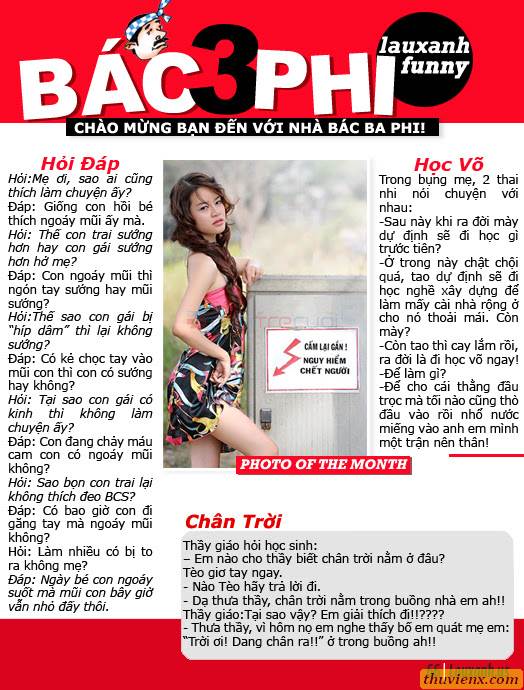 BÁC3PHI
lauxanh
funny
CHÀO MỪNG BẠN ĐẾN VỚI NHÀ BÁC BA PHI!
Hỏi Đáp
Hỏi:Mẹ ơi, sao ai cũng
thích làm chuyện ấy?
Đáp: Giống con hồi bé
thích ngoáy mũi ấy mà.
Hỏi: Thế con trai sướng
hơn hay con gái sướng
hơn hở mẹ?
Đáp: Con ngoáy mũi thì
ngón tay sướng hay mũi
sướng?
Hỏi:Thế sao con gái bị
"híp dâm" thì lại không
sướng?
Đáp: Có kẻ chọc tay vào
mũi con thì con có sướng
hay không?
Hỏi: Tại sao con gái có
kinh thì không làm
chuyện ấy?
Đáp: Con đang chảy máu
cam con có ngoáy mũi
không?
Hỏi: Sao bọn con trai lại
không thích đeo BCS?
Đáp: Có bao giờ con đi
găng tay mà ngoáy mũi
không?
Hỏi: Làm nhiều có bị to
ra không mẹ?
Đáp: Ngày bé con ngoáy
suốt mà mũi con bây giờ
vẫn nhỏ đấy thôi.
CẤM LẠI GẦN !
NGUY HIỂM
CHẾT NGƯỜI
PHOTO OF THE MONTH
Học Võ
Trong bụng mẹ, 2 thai
nhi nói chuyện với
nhau:
-Sau này khi ra đời mày
dự định sẽ đi học gì
trước tiên?
-Ở trong này chật chội
quá, tao dự định sẽ đi
học nghề xây dựng để
làm mấy cài nhà rộng ở
cho nó thoải mái. Còn
mày?
-Còn tao thì cay lắm rồi,
ra đời là đi học võ ngay!
-Để làm gì?
-Để cho cái thằng đầu
trọc mà tối nào cũng thò
đầu vào rồi nhổ nước
miếng vào anh em mình
một trận nên thân!
Chân Trời
Thầy giáo hỏi học sinh:
– Em nào cho thầy biết chân trời nằm ở đâu?
Tèo giơ tay ngay.
- Nào Tèo hãy trả lời đi.
- Dạ thưa thầy, chân trời nằm trong buồng nhà em ah!!
Thầy giáo:Tại sao vậy? Em giải thích đi!!????
- Thưa thầy, vì hôm nọ em nghe thấy bố em quát mẹ em:
"Trời ơi! Dang chân ra!!" ở trong buồng ah!!
thuvienx.com